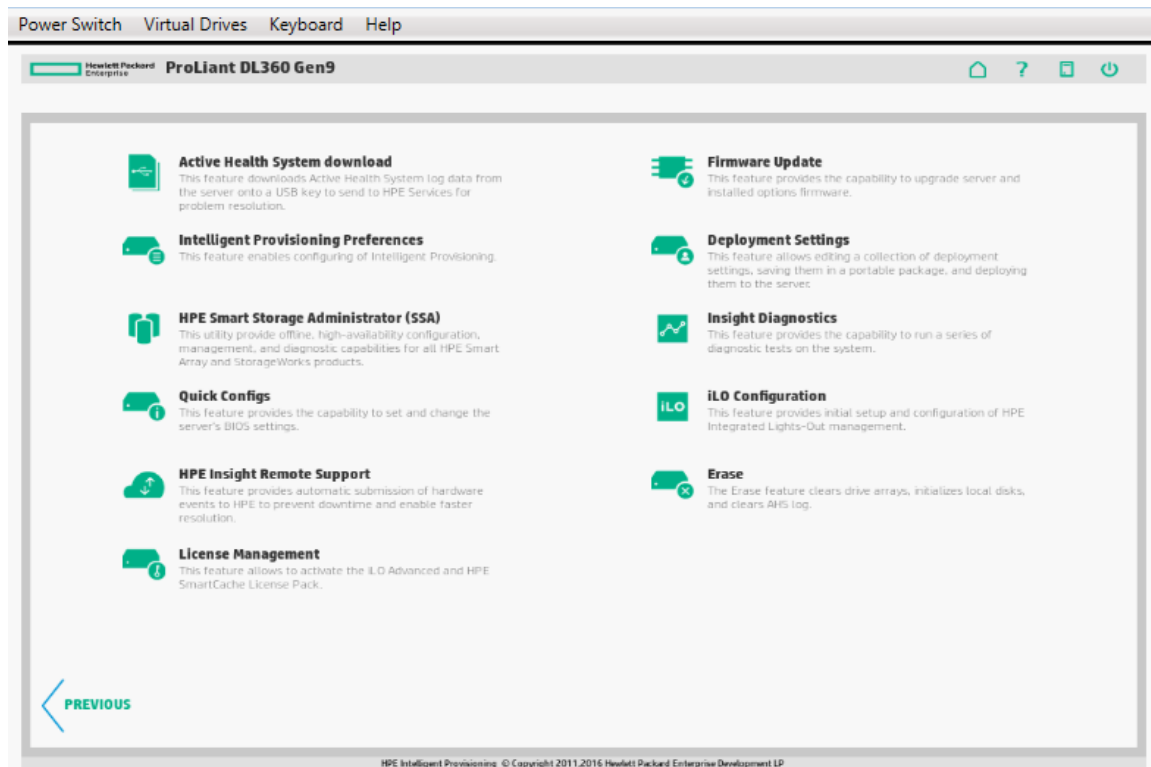 Power Switch Virtual Drives Keyboard Help
Hewlett Packard
Enterprise
ProLiant DL360 Gen9
?
Active Health System download
This feature downloads Active Health System log data from
the server onto a USB key to send to HPE Services for
problem resolution.
Intelligent Provisioning Preferences
This feature enables configuring of Intelligent Provisioning.
HPE Smart Storage Administrator (SSA)
This utility provide offline, high-availability configuration,
management, and diagnostic capabilities for all HPE Smart
Array and StorageWorks products.
Quick Configs
This feature provides the capability to set and change the
server's BIOS settings.
HPE Insight Remote Support
This feature provides automatic submission of hardware
events to HPE to prevent downtime and enable faster
resolution.
License Management
This feature allows to activate the iLO Advanced and HPE
SmartCache License Pack.
Firmware Update
This feature provides the capability to upgrade server and
installed options firmware.
Deployment Settings
This feature allows editing a collection of deployment
settings, saving them in a portable package, and deploying
them to the server.
Insight Diagnostics
This feature provides the capability to run a series of
diagnostic tests on the system.
iLO
iLO Configuration
This feature provides initial setup and configuration of HPE
Integrated Lights-Out management.
Erase
The Erase feature clears drive arrays, initializes local disks,
and clears AHS log.
PREVIOUS
HPE Intelligent Provisioning © Copyright 2011,2016 Hewlett Packard Enterprise Development LP